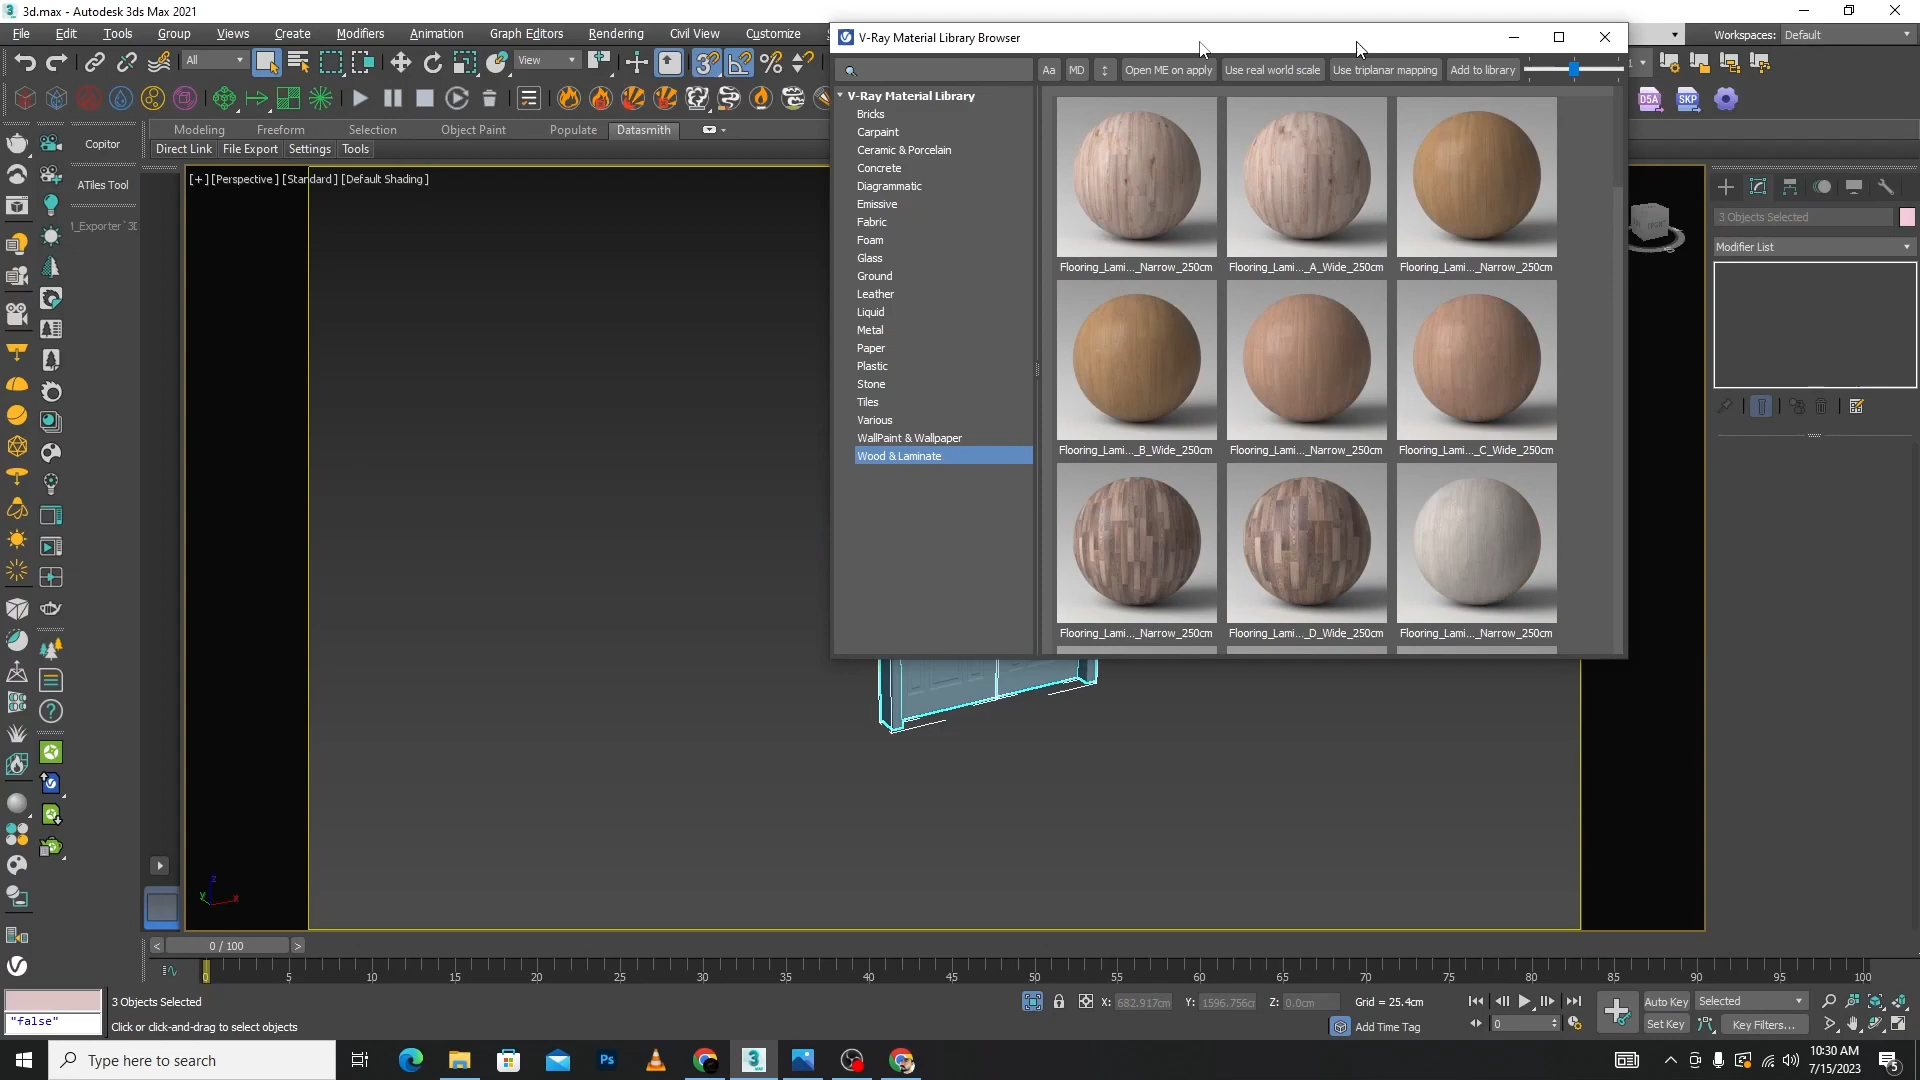 3d.max - Autodesk 3ds Max 2021
File Edit Tools Group Views Create Modifiers Animation Graph Editors Rendering Civil View Customize
Workspaces: Default
V-Ray Material Library Browser
All
View
Aa MD Open ME on apply Use real world scale Use triplanar mapping Add to library
D5A SKP
Modeling Freeform Selection Object Paint Populate Datasmith
Direct Link File Export Settings Tools
Copitor
ATiles Tool
1_Exporter`3D
[+] [Perspective] [Standard] [Default Shading]
V-Ray Material Library
Bricks
Carpaint
Ceramic & Porcelain
Concrete
Diagrammatic
Emissive
Fabric
Foam
Glass
Ground
Leather
Liquid
Metal
Paper
Plastic
Stone
Tiles
Various
WallPaint & Wallpaper
Wood & Laminate
Flooring_Lami..._Narrow_250cm Flooring_Lami..._A_Wide_250cm Flooring_Lami..._Narrow_250cm
Flooring_Lami..._B_Wide_250cm Flooring_Lami..._Narrow_250cm Flooring_Lami..._C_Wide_250cm
Flooring_Lami..._Narrow_250cm Flooring_Lami..._D_Wide_250cm Flooring_Lami..._Narrow_250cm
3 Objects Selected
Modifier List
z
y x
< 0 / 100 >
0 5 10 15 20 25 30 35 40 45 50 55 60 65 70 75 80 85 90 95 100
3 Objects Selected
X: 682.917cm Y: 1596.756cm Z: 0.0cm Grid = 25.4cm
Auto Key Selected
"false"
Click or click-and-drag to select objects
Add Time Tag
0
Set Key Key Filters...
Type here to search
Ps
3
10:30 AM
7/15/2023
5